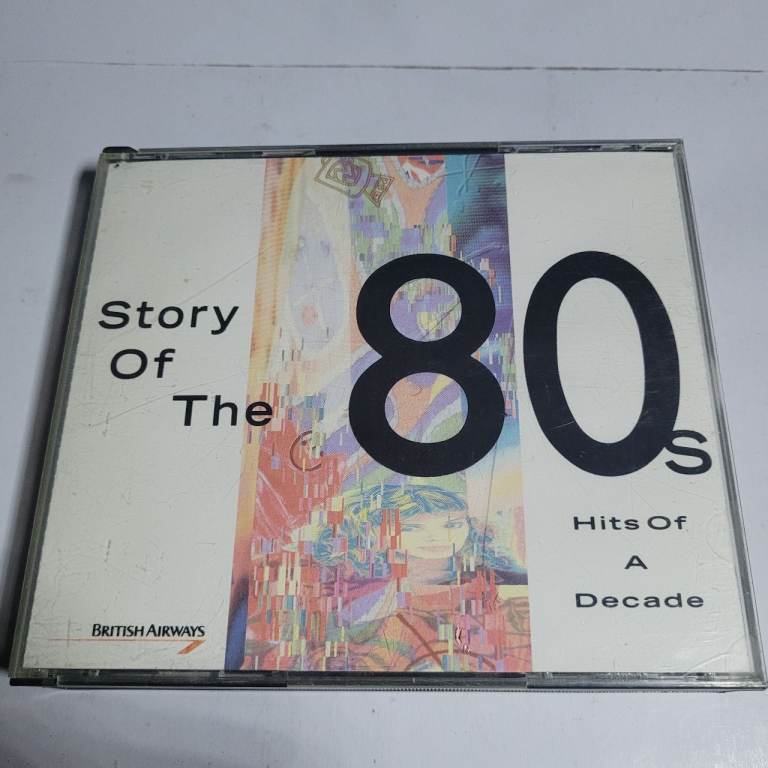 Story
Of
The
80s
Hits Of
A
Decade
BRITISH AIRWAYS